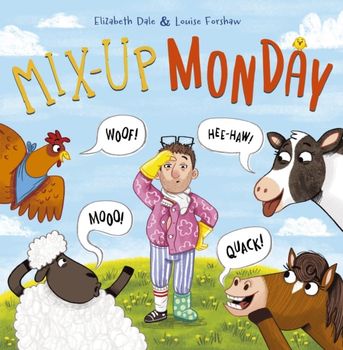 Elizabeth Dale & Louise Forshaw
MIX-UP MONDAY
WOOF!
HEE-HAW!
MOOO!
QUACK!